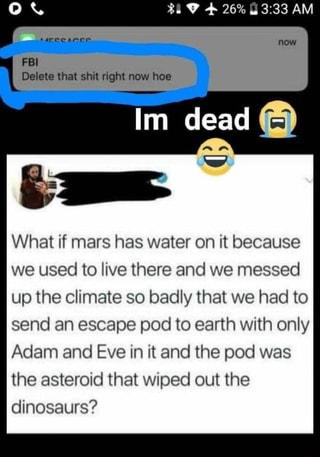 26% 3:33 AM
MESSAGES now
FBI
Delete that shit right now hoe
Im dead 😭
😂
What if mars has water on it because
we used to live there and we messed
up the climate so badly that we had to
send an escape pod to earth with only
Adam and Eve in it and the pod was
the asteroid that wiped out the
dinosaurs?